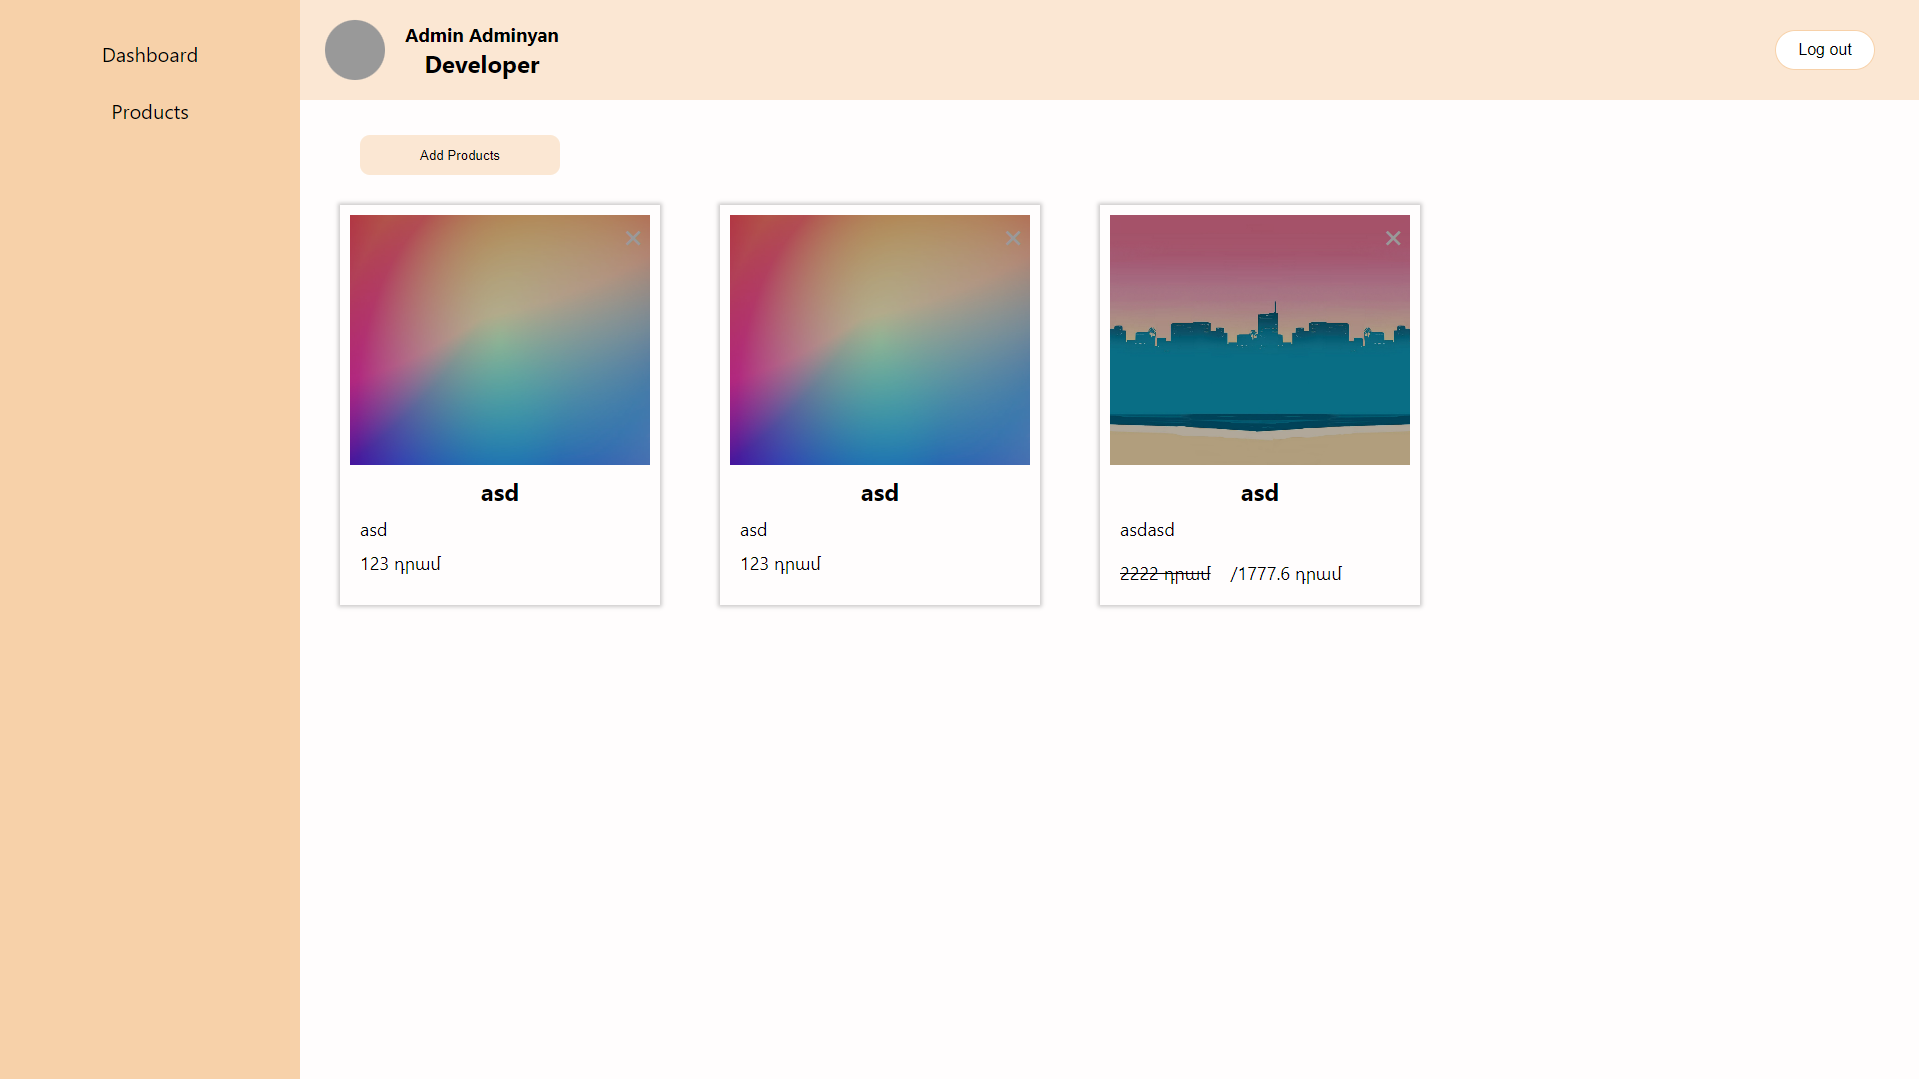 Dashboard
Products
Admin Adminyan
Developer
Log out
Add Products
asd
asd
123 դրամ
asd
asd
123 դրամ
asd
asdasd
2222 դրամ /1777.6 դրամ